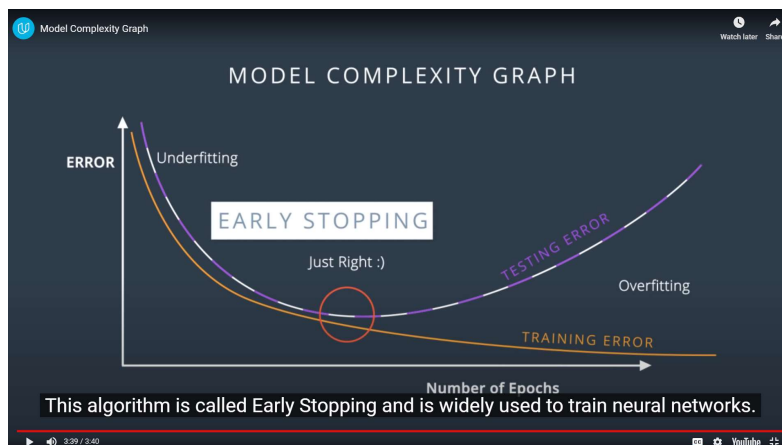 Model Complexity Graph
Watch later
Share
MODEL COMPLEXITY GRAPH
ERROR
Underfitting
EARLY STOPPING
Just Right :)
TESTING ERROR
Overfitting
TRAINING ERROR
Number of Epochs
This algorithm is called Early Stopping and is widely used to train neural networks.
3:39 / 3:40
CC
YouTube